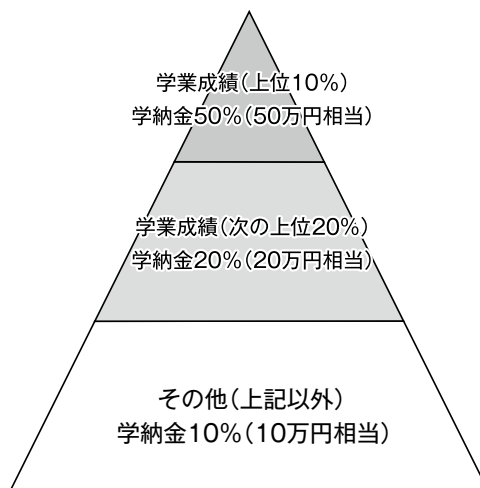 学業成績（上位10%）
学納金50%（50万円相当）
学業成績（次の上位20%）
学納金20%（20万円相当）
その他（上記以外）
学納金10%（10万円相当）